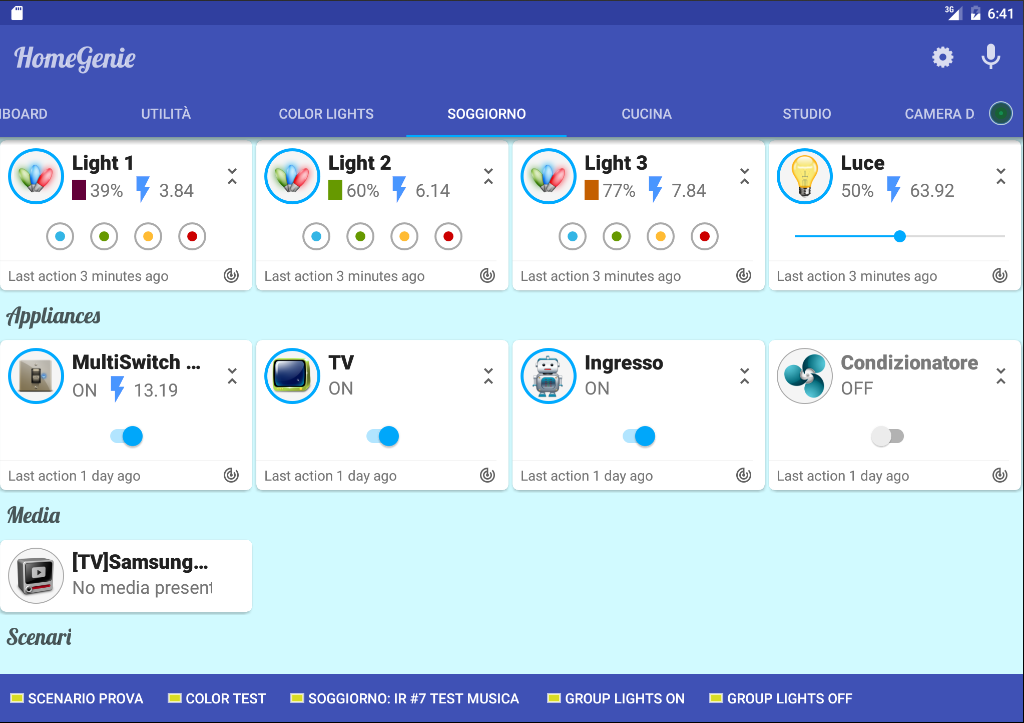 3G 6:41
HomeGenie
IBOARD UTILITÀ COLOR LIGHTS SOGGIORNO CUCINA STUDIO CAMERA D
Light 1 Light 2 Light 3 Luce
39% 3.84 60% 6.14 77% 7.84 50% 63.92
Last action 3 minutes ago Last action 3 minutes ago Last action 3 minutes ago Last action 3 minutes ago
Appliances
MultiSwitch ... TV Ingresso Condizionatore
ON 13.19 ON ON OFF
Last action 1 day ago Last action 1 day ago Last action 1 day ago Last action 1 day ago
Media
[TV]Samsung...
No media present
Scenari
SCENARIO PROVA COLOR TEST SOGGIORNO: IR #7 TEST MUSICA GROUP LIGHTS ON GROUP LIGHTS OFF